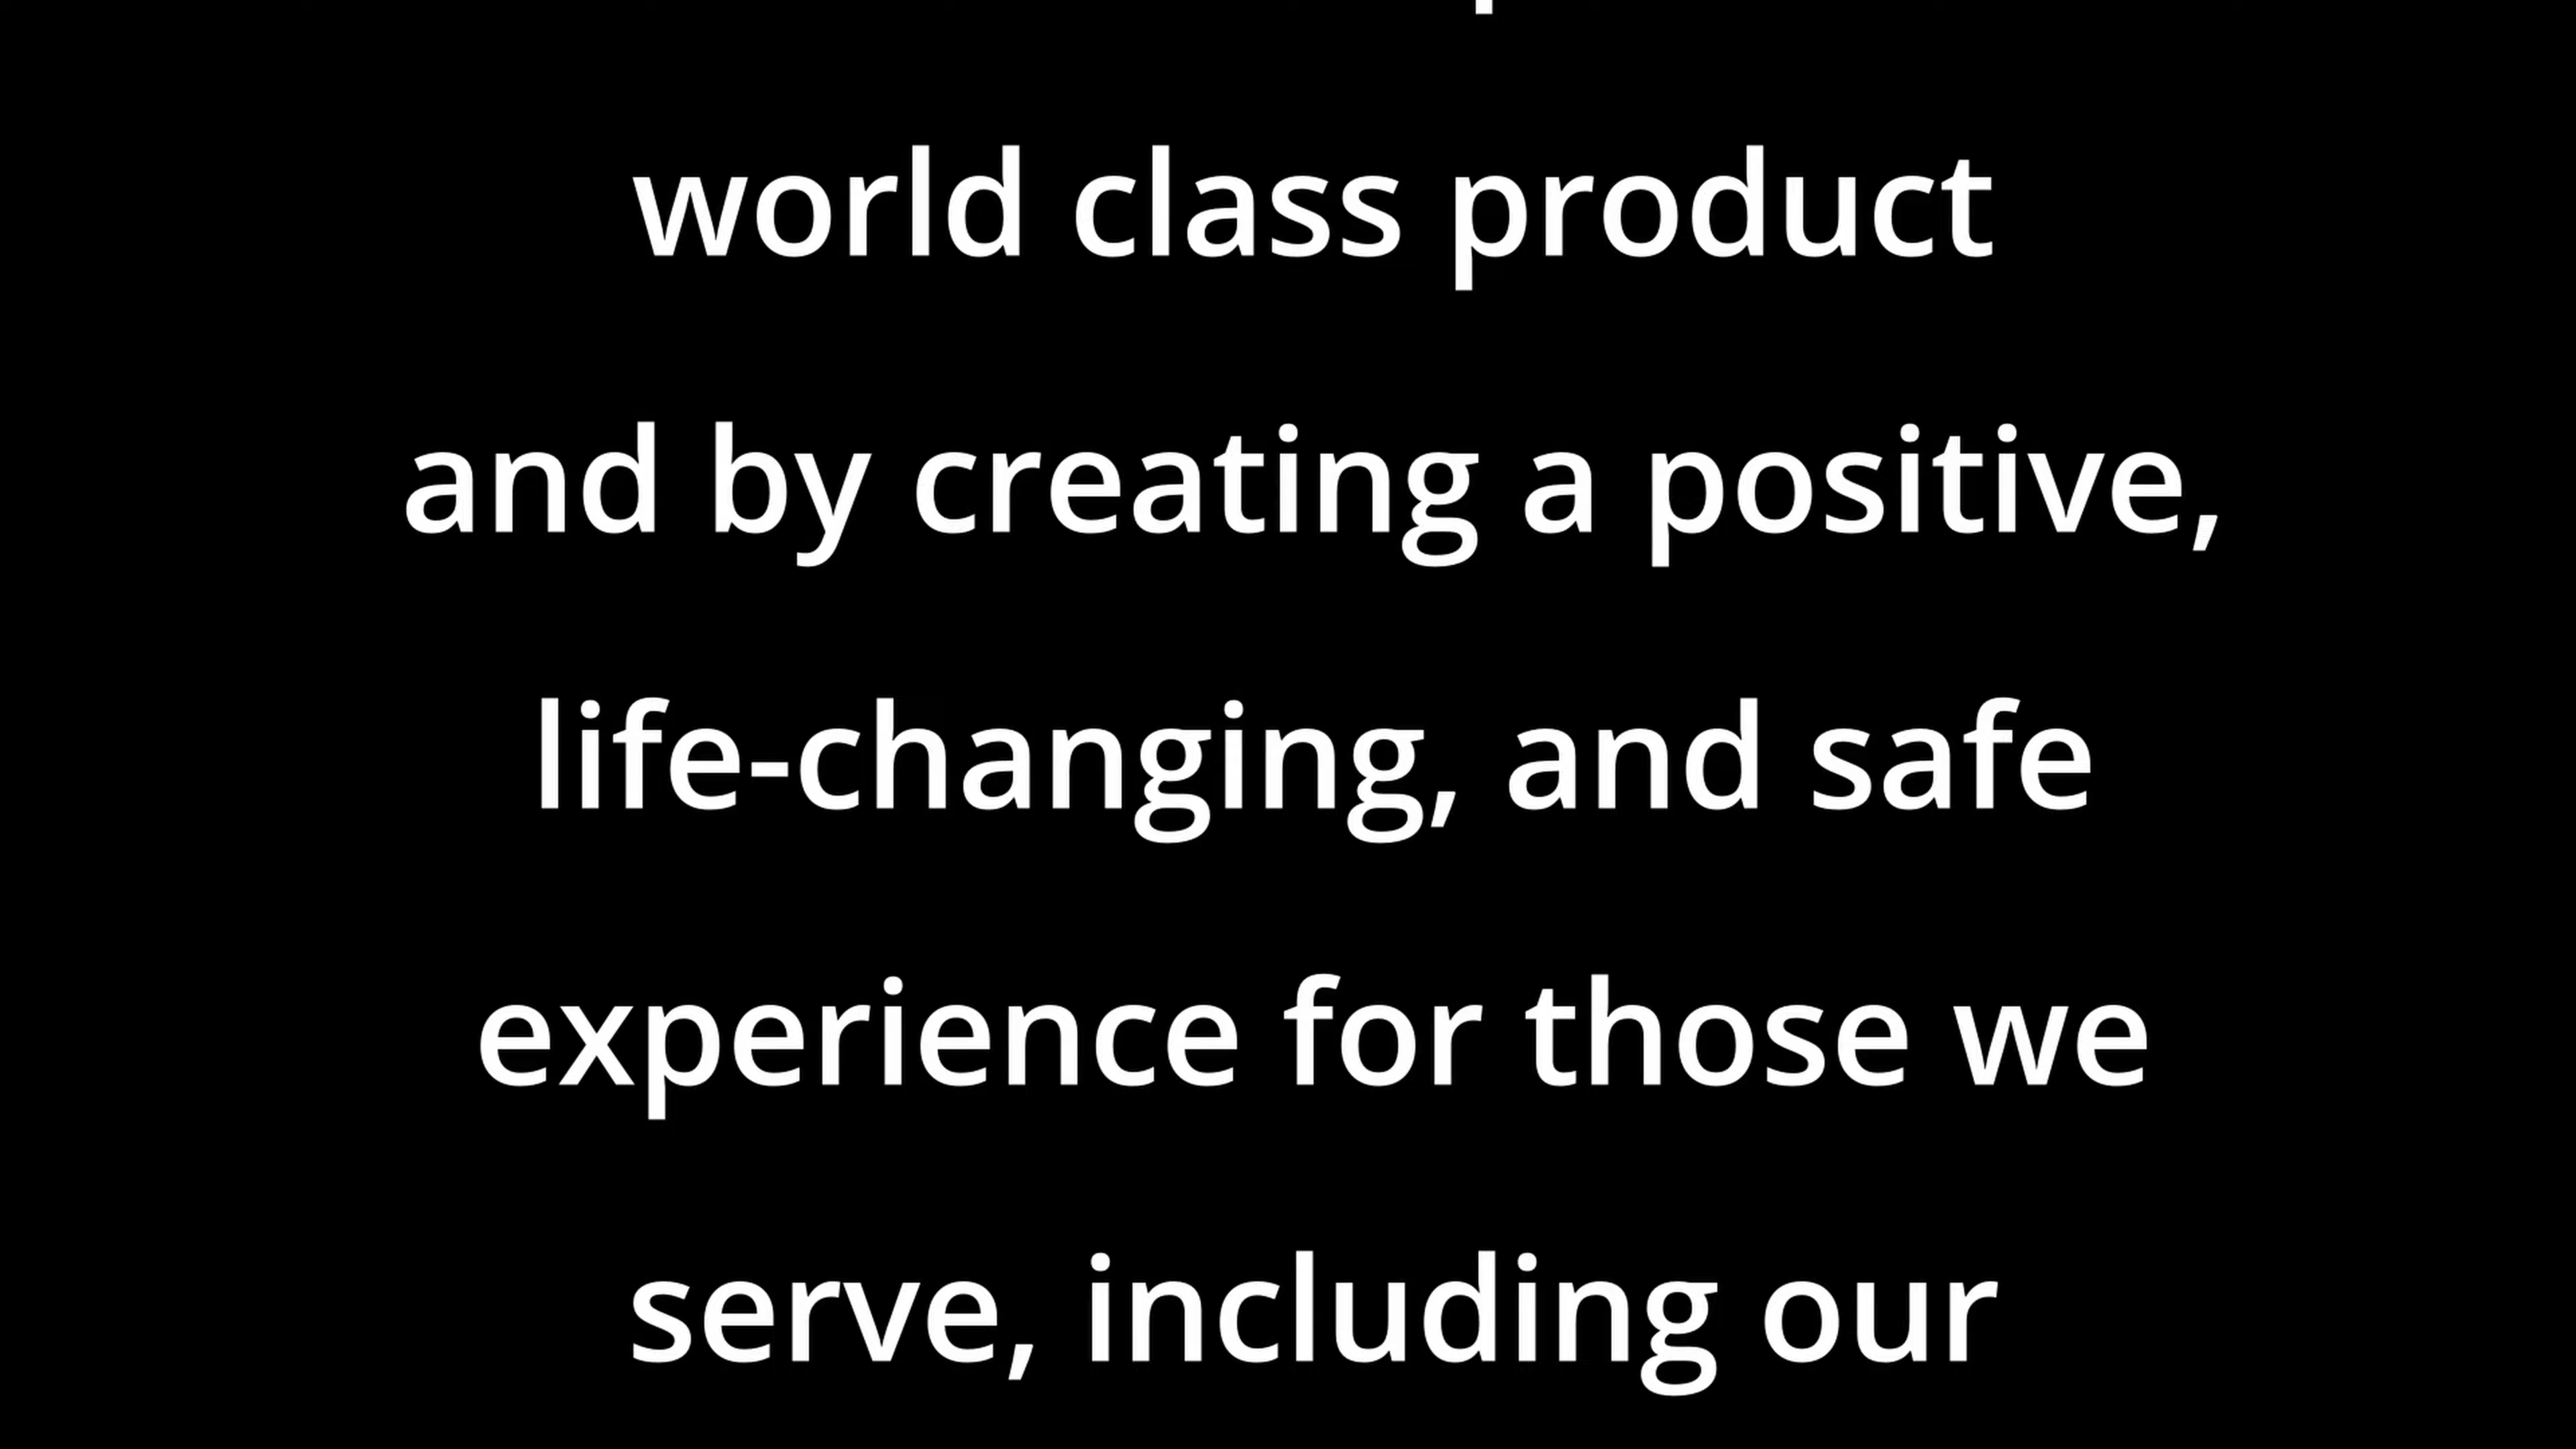 world class product
and by creating a positive,
life-changing, and safe
experience for those we
serve, including our